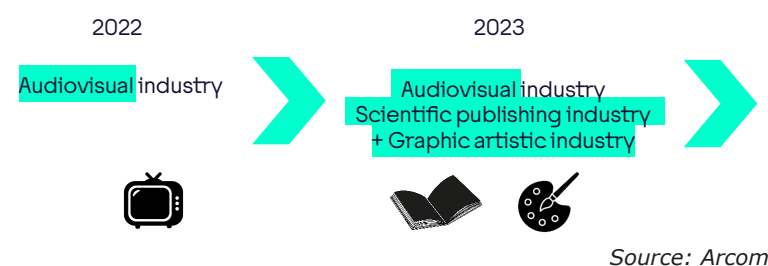 2022
2023
Audiovisual industry
Audiovisual industry
Scientific publishing industry
+ Graphic artistic industry
Source: Arcom